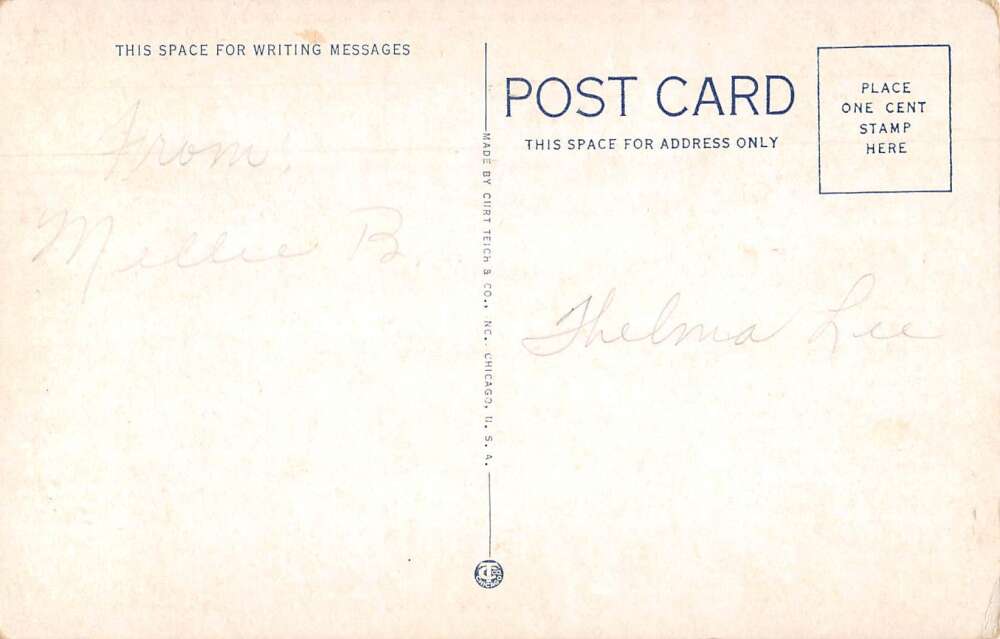 THIS SPACE FOR WRITING MESSAGES
From
Millie B.
MADE BY CURT TEICH & CO., NC. CHICAGO, U. S. A.
POST CARD
THIS SPACE FOR ADDRESS ONLY
PLACE
ONE CENT
STAMP
HERE
Thelma Lee